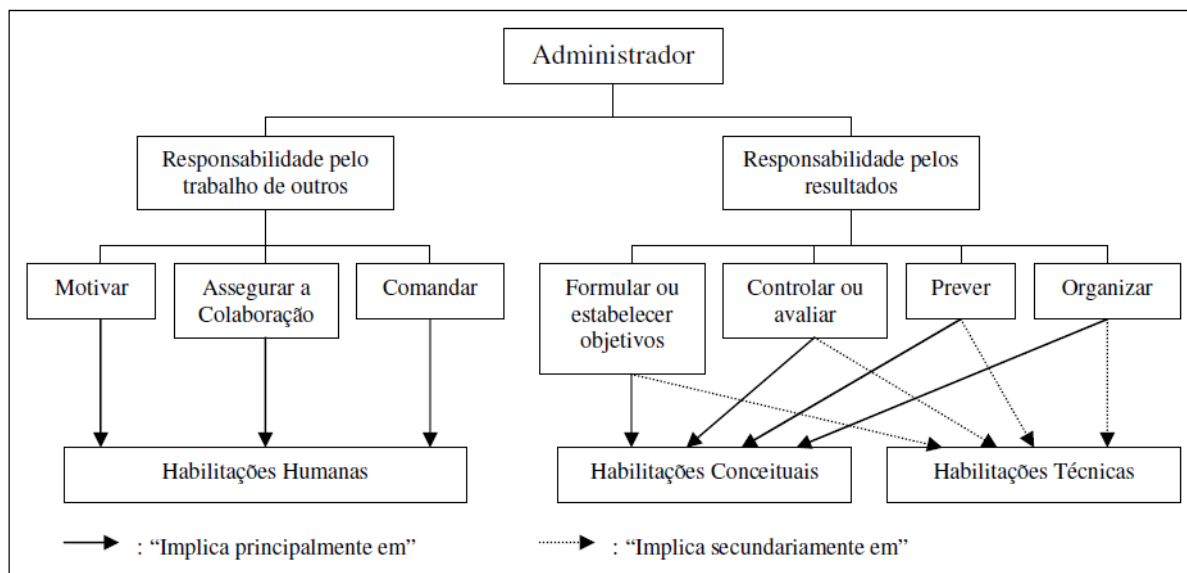 Administrador
Responsabilidade pelo
trabalho de outros
Responsabilidade pelos
resultados
Motivar
Assegurar a
Colaboração
Comandar
Formular ou
estabelecer
objetivos
Controlar ou
avaliar
Prever
Organizar
Habilitações Humanas
Habilitações Conceituais
Habilitações Técnicas
: “Implica principalmente em”
: “Implica secundariamente em”